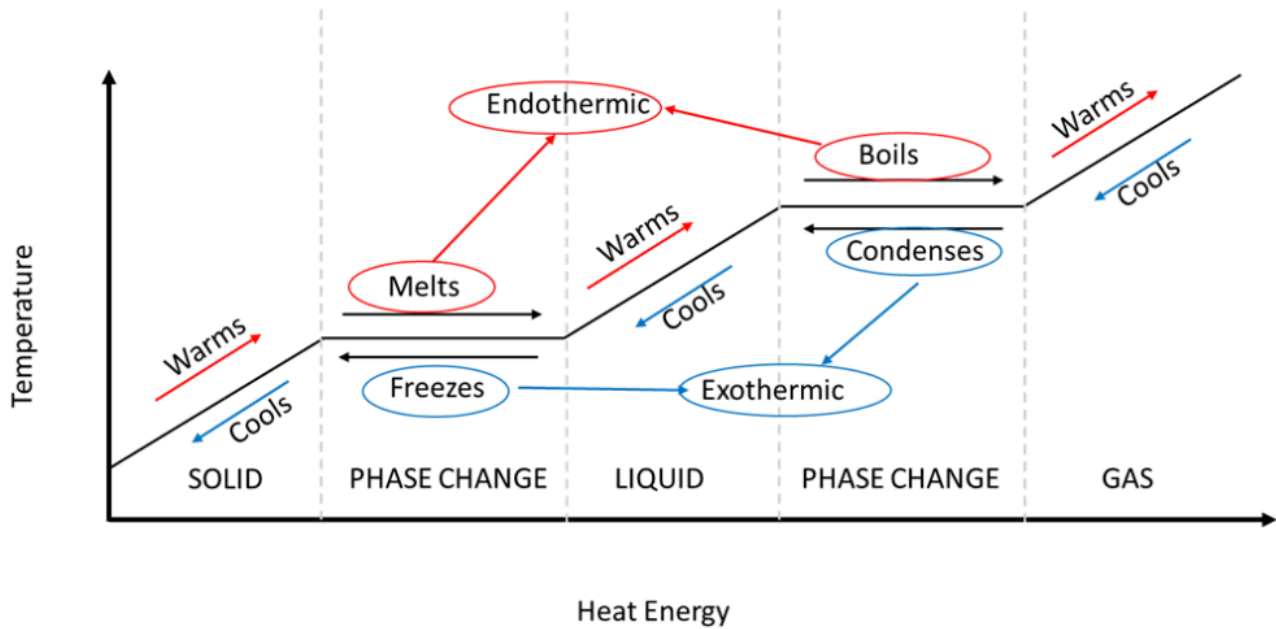 Endothermic
Warms
Boils
Cools
Condenses
Warms
Melts
Cools
Warms
Freezes
Exothermic
Cools
Temperature
SOLID
PHASE CHANGE
LIQUID
PHASE CHANGE
GAS
Heat Energy